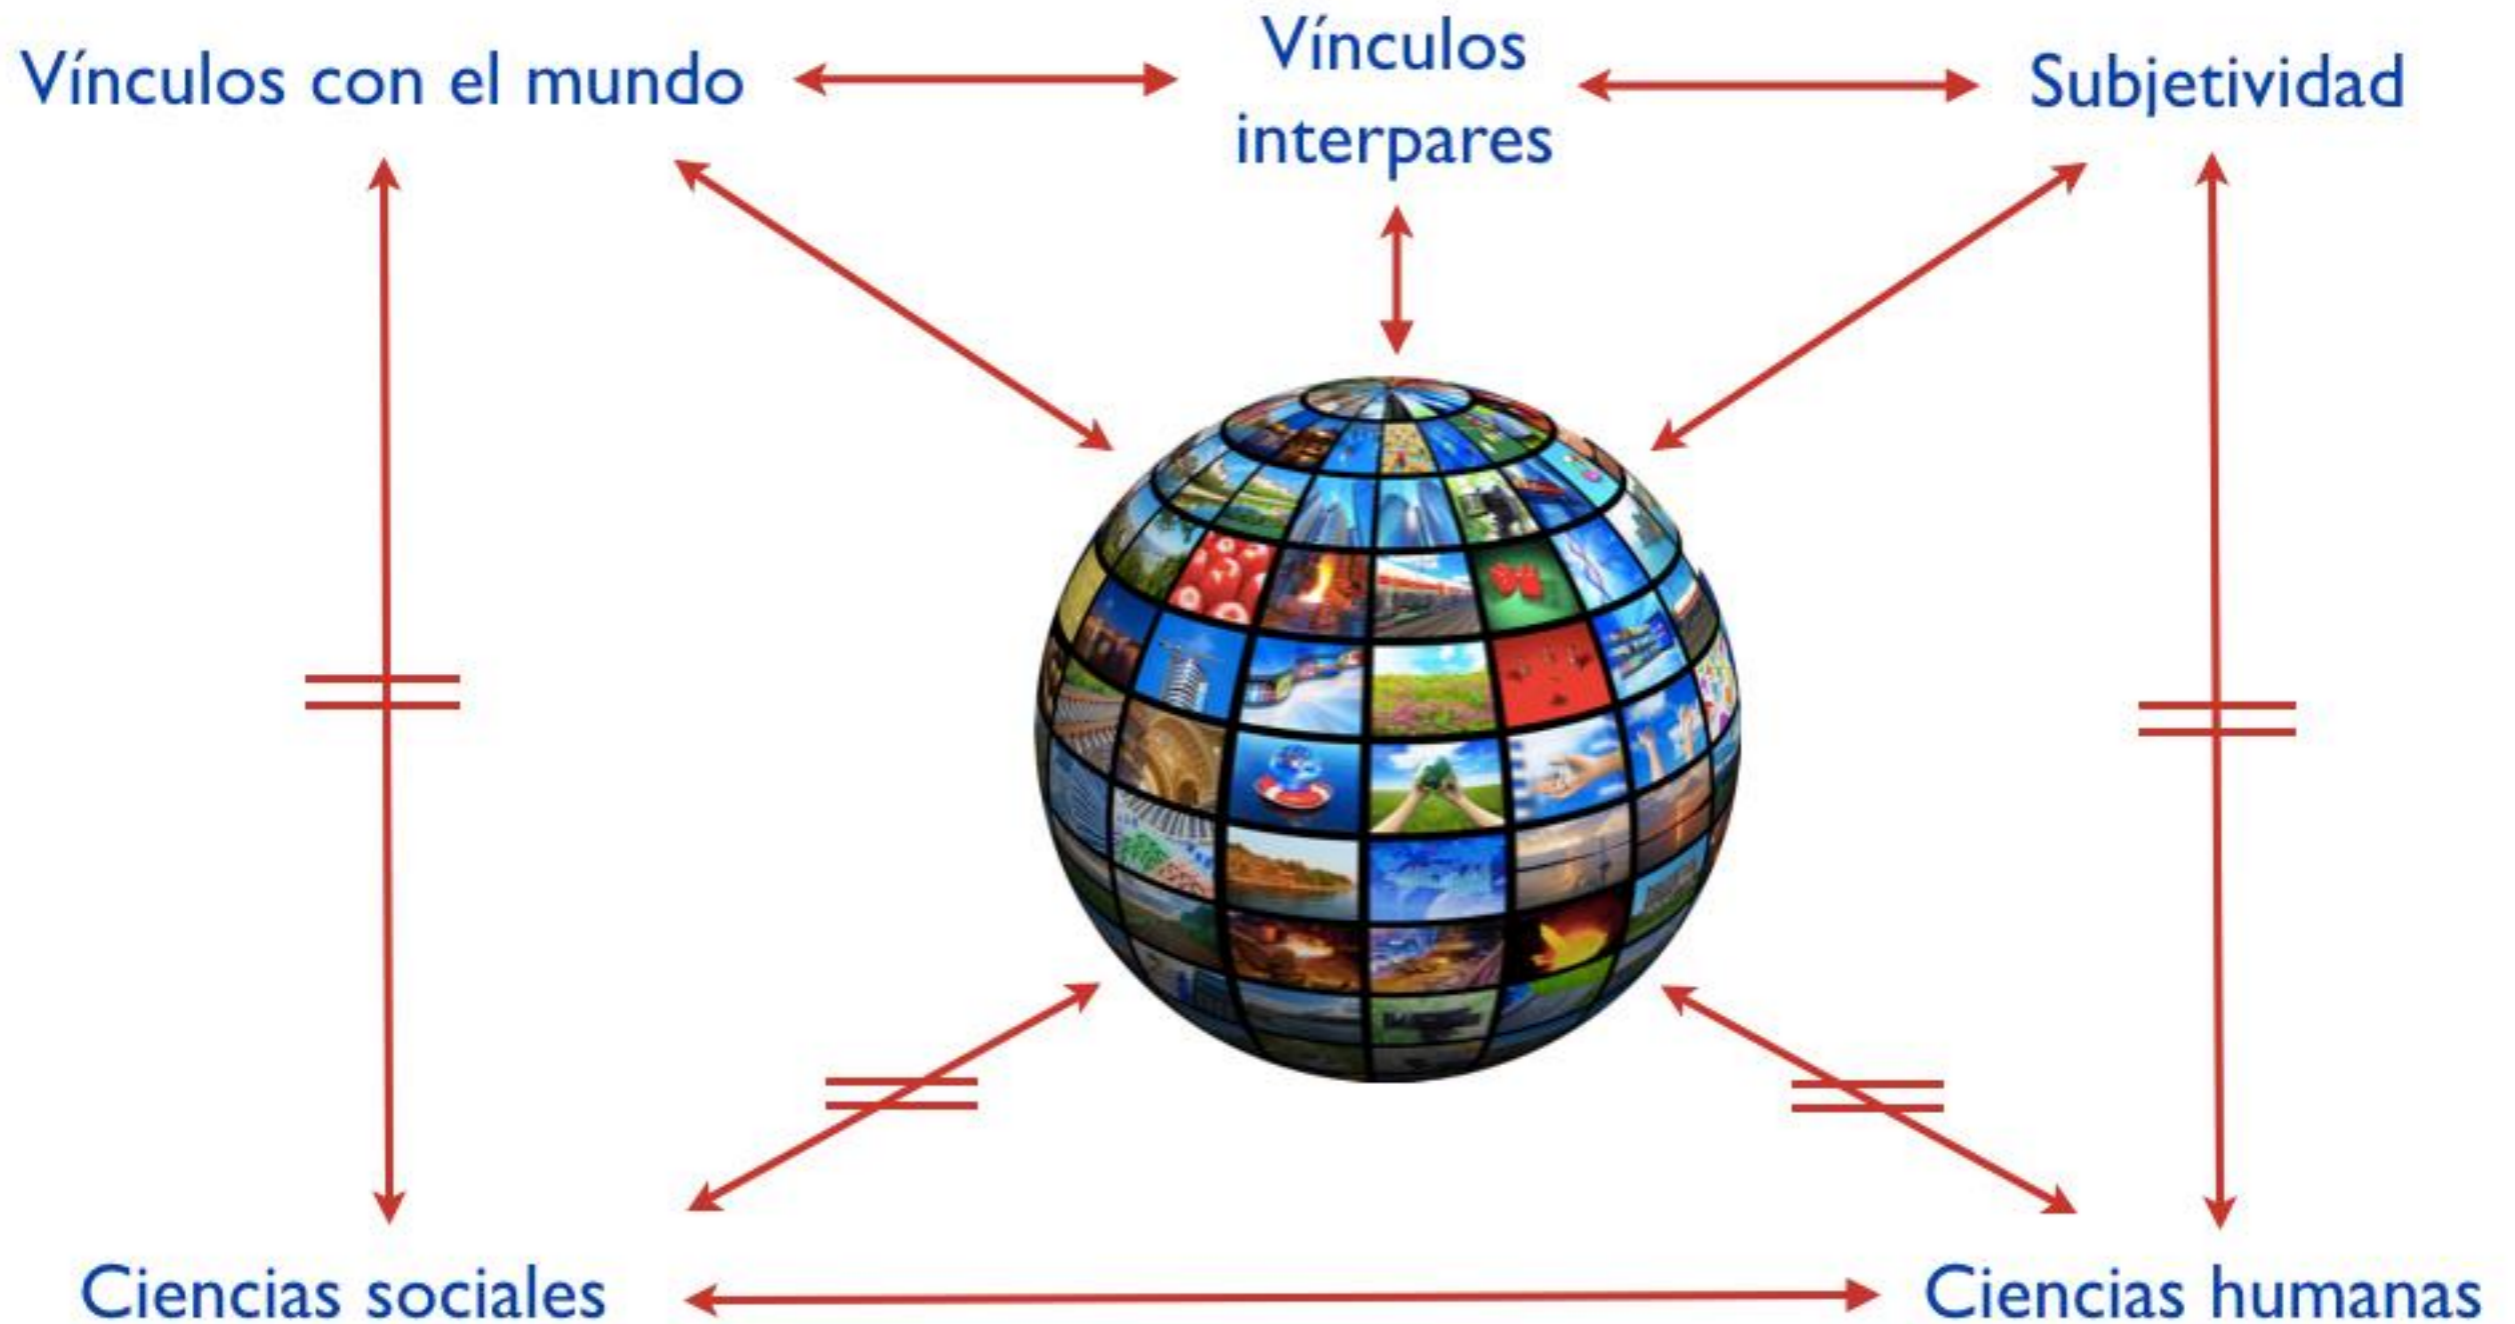 Vínculos con el mundo
Vínculos
interpares
Subjetividad
Ciencias sociales
Ciencias humanas